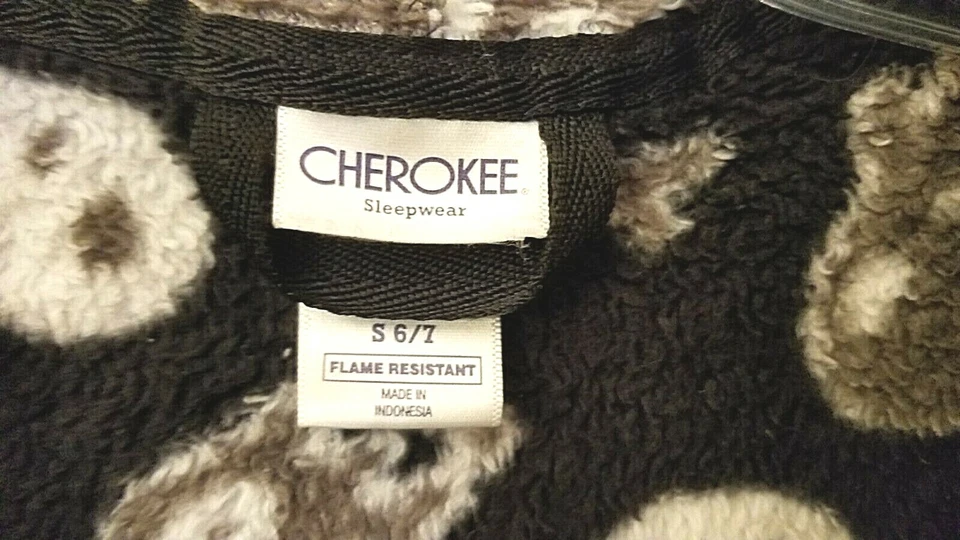 CHEROKEE®
Sleepwear
S 6/7
FLAME RESISTANT
MADE IN
INDONESIA